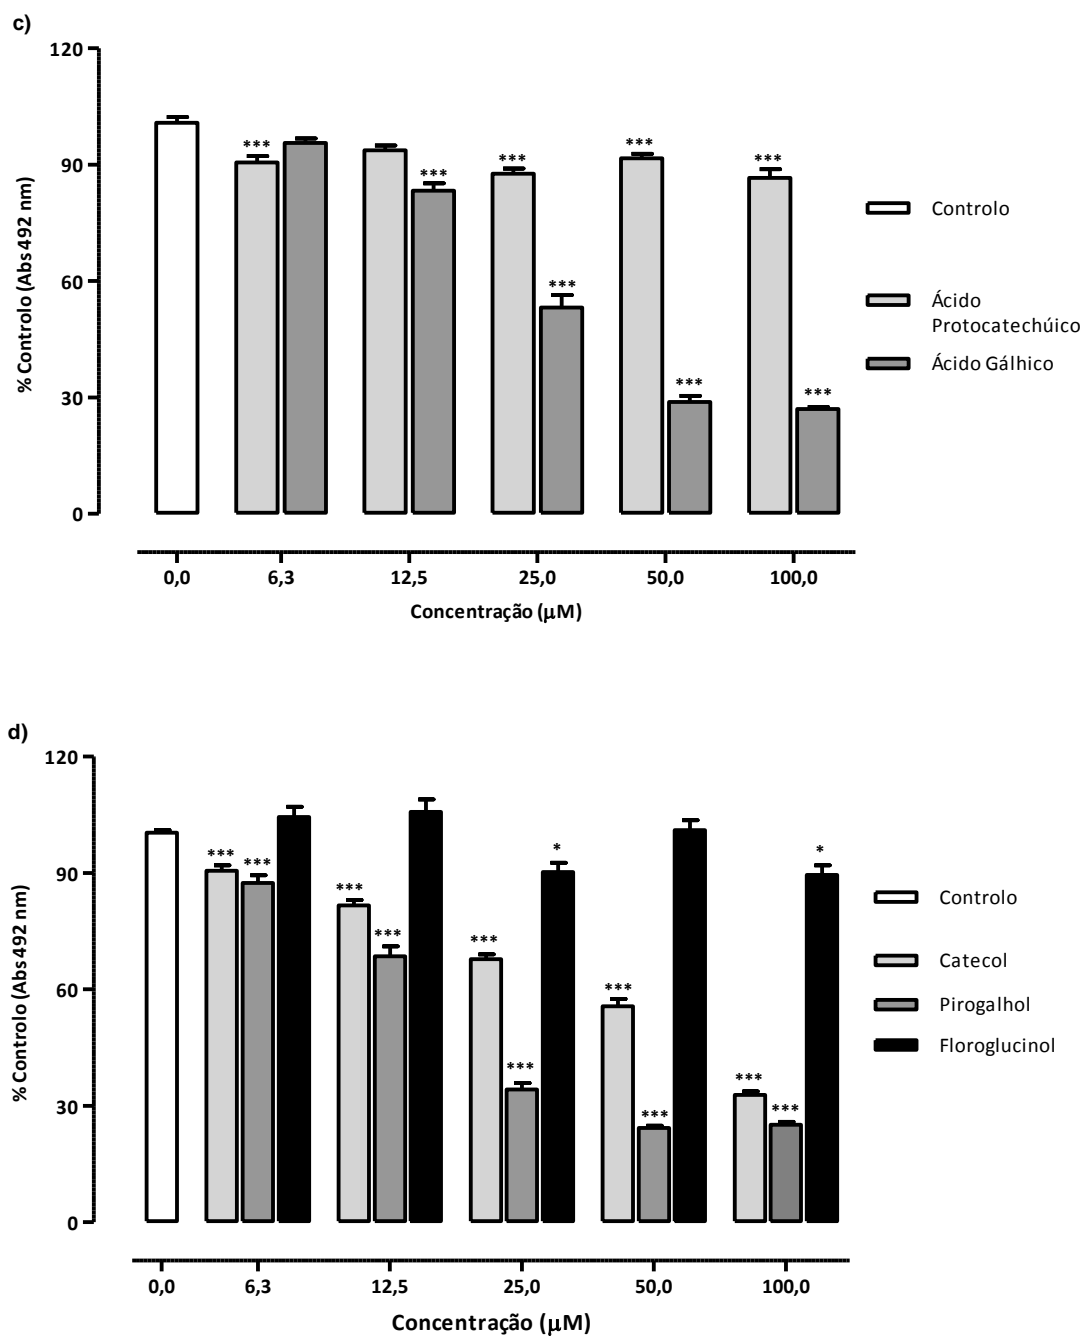 c)
120
90
60
30
0
% Controlo (Abs 492 nm)
***
***
***
***
***
***
***
***
Controlo
Ácido
Protocatechúico
Ácido Gálhico
0,0 6,3 12,5 25,0 50,0 100,0
Concentração (µM)
d)
120
90
60
30
0
% Controlo (Abs 492 nm)
***
***
***
***
***
***
*
***
***
***
***
*
Controlo
Catecol
Pirogalhol
Floroglucinol
0,0 6,3 12,5 25,0 50,0 100,0
Concentração (µM)